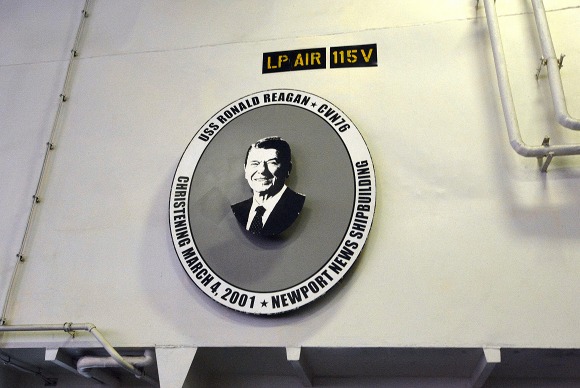 LP AIR 115V
USS RONALD REAGAN ★ CVN76
CHRISTENING MARCH 4, 2001 ★ NEWPORT NEWS SHIPBUILDING